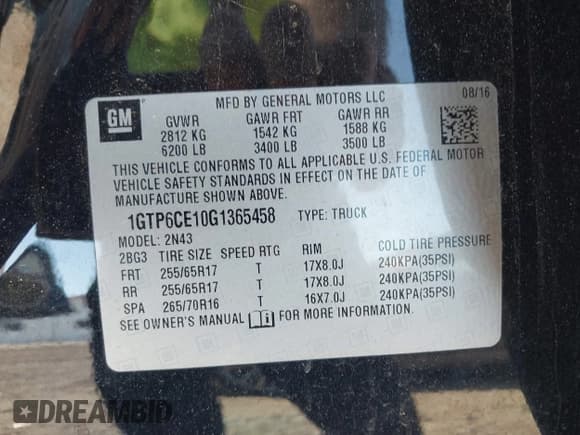 MFD BY GENERAL MOTORS LLC 08/16
GM
GVWR GAWR FRT GAWR RR
2812 KG 1542 KG 1588 KG
6200 LB 3400 LB 3500 LB
THIS VEHICLE CONFORMS TO ALL APPLICABLE U.S. FEDERAL MOTOR
VEHICLE SAFETY STANDARDS IN EFFECT ON THE DATE OF
MANUFACTURE SHOWN ABOVE.
1GTP6CE10G1365458 TYPE: TRUCK
MODEL: 2N43
2BG3 TIRE SIZE SPEED RTG RIM COLD TIRE PRESSURE
FRT 255/65R17 T 17X8.0J 240KPA(35PSI)
RR 255/65R17 T 17X8.0J 240KPA(35PSI)
SPA 265/70R16 T 16X7.0J 240KPA(35PSI)
SEE OWNER'S MANUAL FOR MORE INFORMATION.
DREAMBID